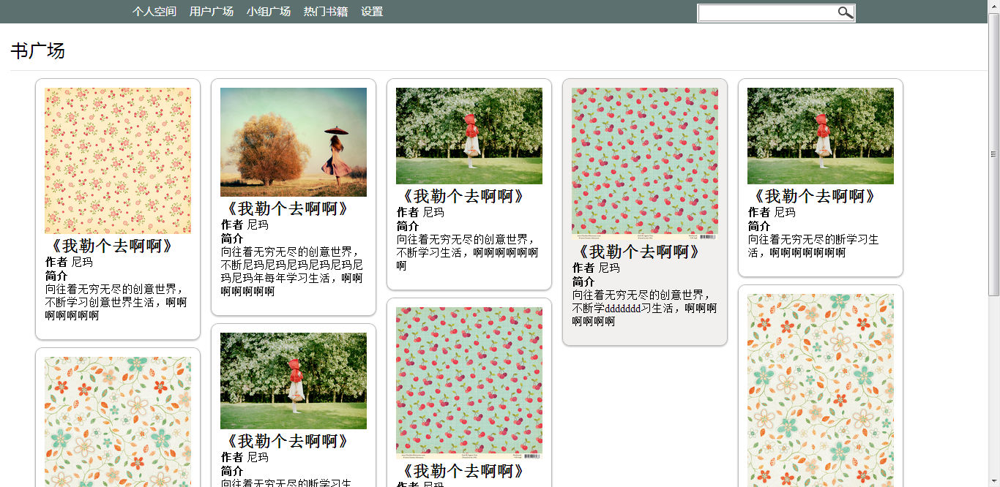 个人空间 用户广场 小组广场 热门书籍 设置
书广场
《我勒个去啊啊》
作者 尼玛
简介
向往着无穷无尽的创意世界，
不断学习创意世界生活，啊啊
啊啊啊啊啊
《我勒个去啊啊》
作者 尼玛
简介
向往着无穷无尽的创意世界，
不断尼玛尼玛尼玛尼玛尼玛尼
玛尼玛年每年学习生活，啊啊
啊啊啊啊啊
《我勒个去啊啊》
作者 尼玛
简介
向往着无穷无尽的断学习生
《我勒个去啊啊》
作者 尼玛
简介
向往着无穷无尽的创意世界，
不断学习生活，啊啊啊啊啊啊
啊
《我勒个去啊啊》
作者 尼玛
《我勒个去啊啊》
作者 尼玛
简介
向往着无穷无尽的创意世界，
不断学ddddddd习生活，啊啊啊
啊啊啊啊
《我勒个去啊啊》
作者 尼玛
简介
向往着无穷无尽的断学习生
活，啊啊啊啊啊啊啊